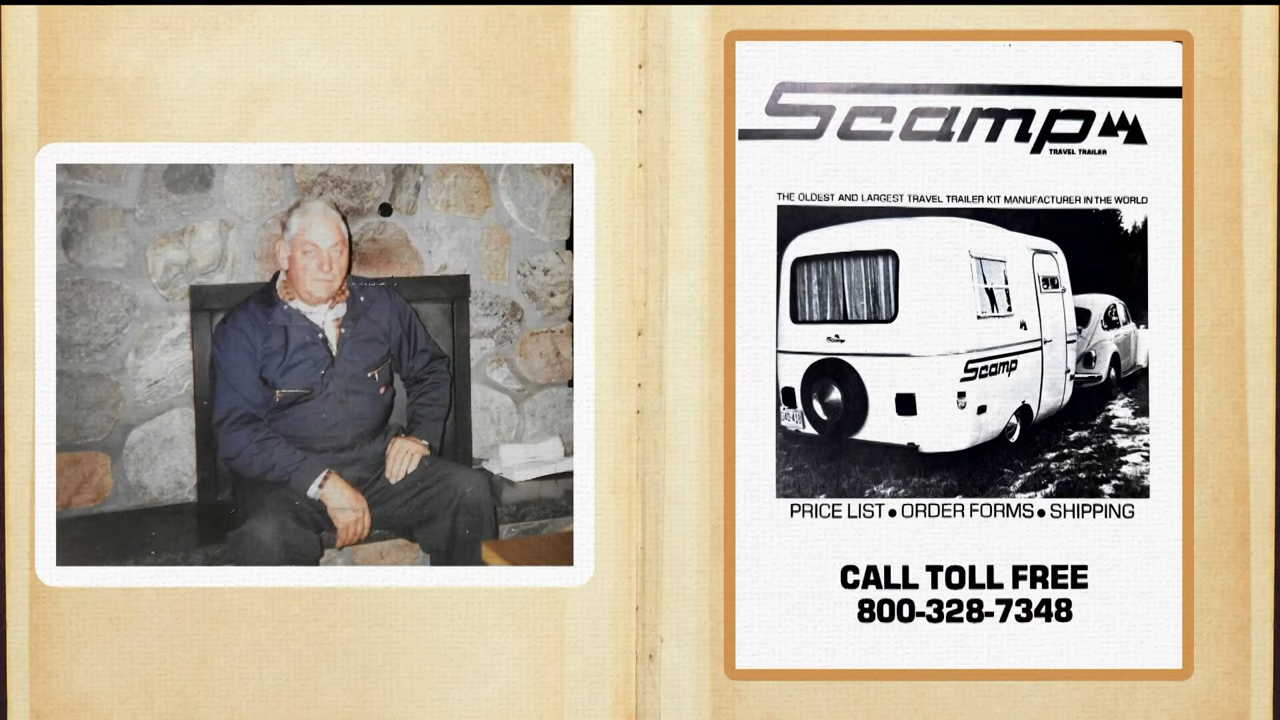 Scamp
TRAVEL TRAILER
THE OLDEST AND LARGEST TRAVEL TRAILER KIT MANUFACTURER IN THE WORLD
Scamp
PRICE LIST • ORDER FORMS • SHIPPING
CALL TOLL FREE
800-328-7348